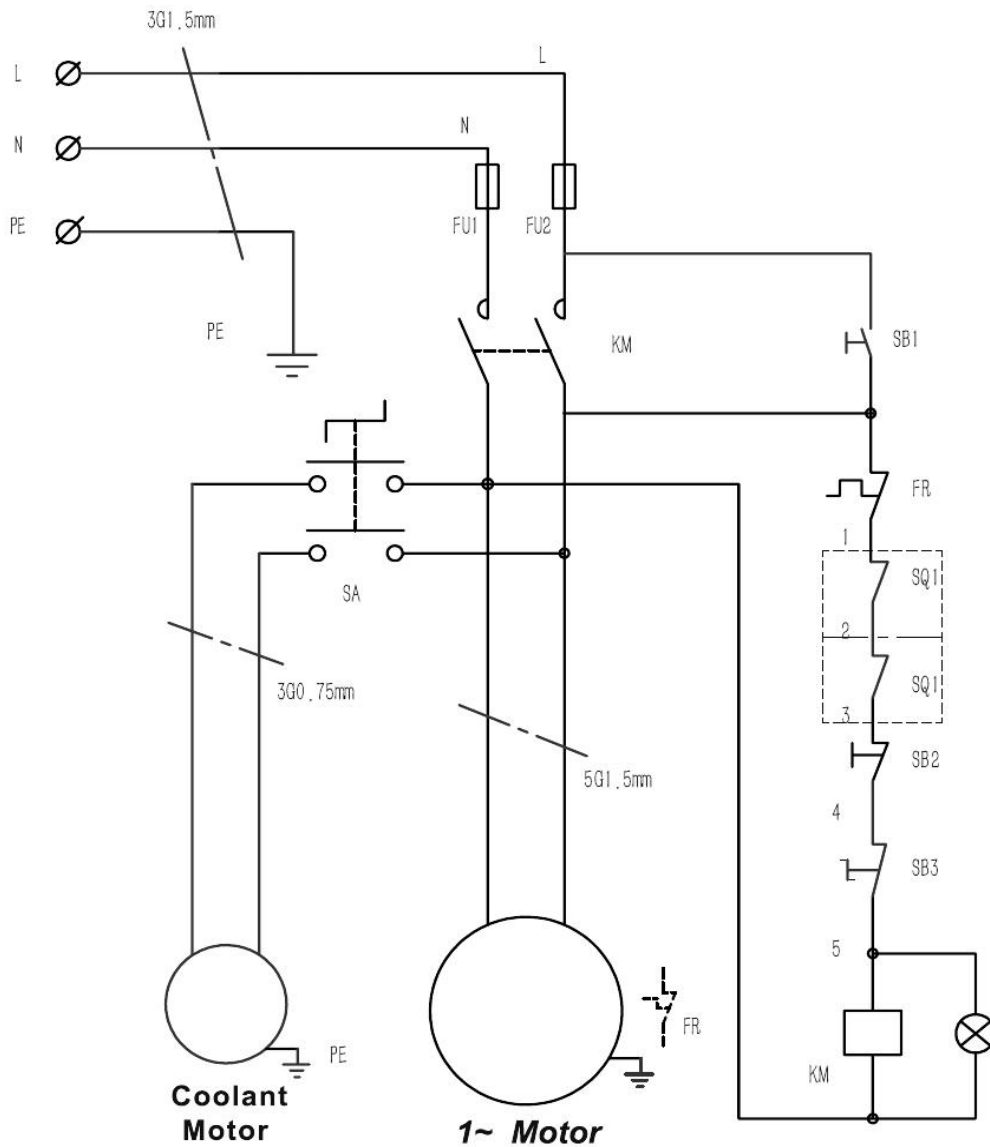 3G1.5mm
L
L
N
N
FU1
FU2
PE
PE
KM
SB1
FR
1
SQ1
SA
2
3G0.75mm
SQ1
3
5G1.5mm
SB2
4
SB3
5
FR
PE
KM
Coolant
Motor
1~ Motor